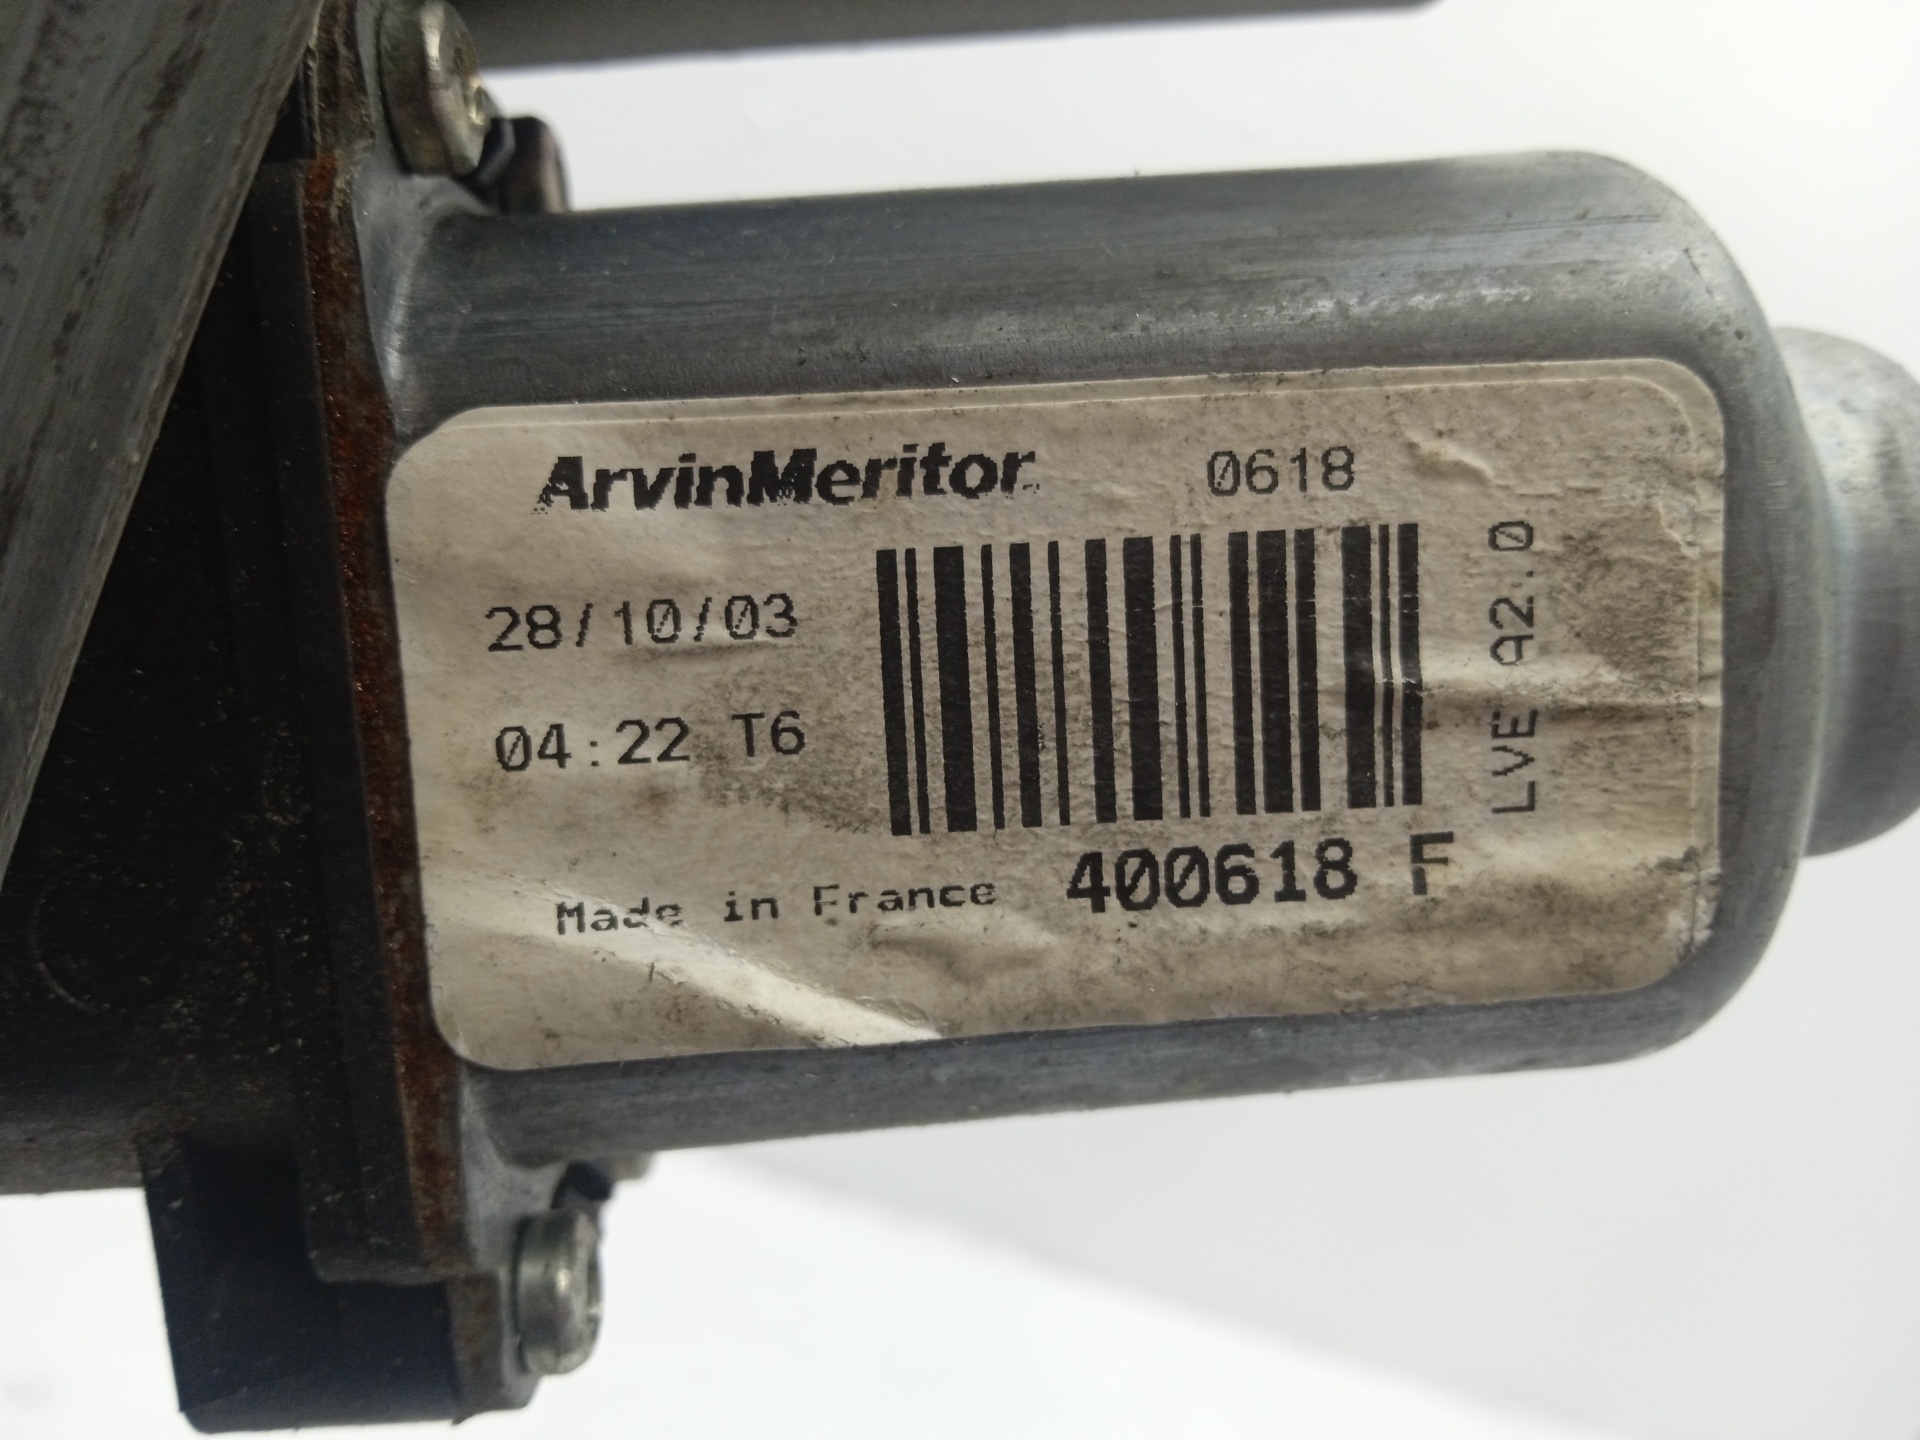 ArvinMeritor 0618
28/10/03
04:22 T6
Made in France 400618 F
LVE 92.0